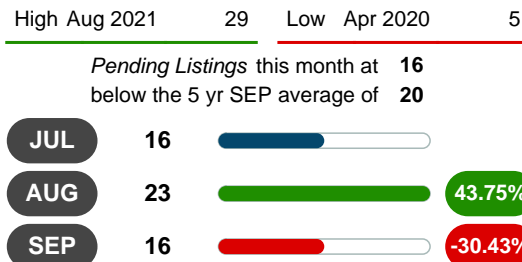 High Aug 2021 29 Low Apr 2020 5
Pending Listings this month at 16
below the 5 yr SEP average of 20
JUL 16
AUG 23 43.75%
SEP 16 -30.43%